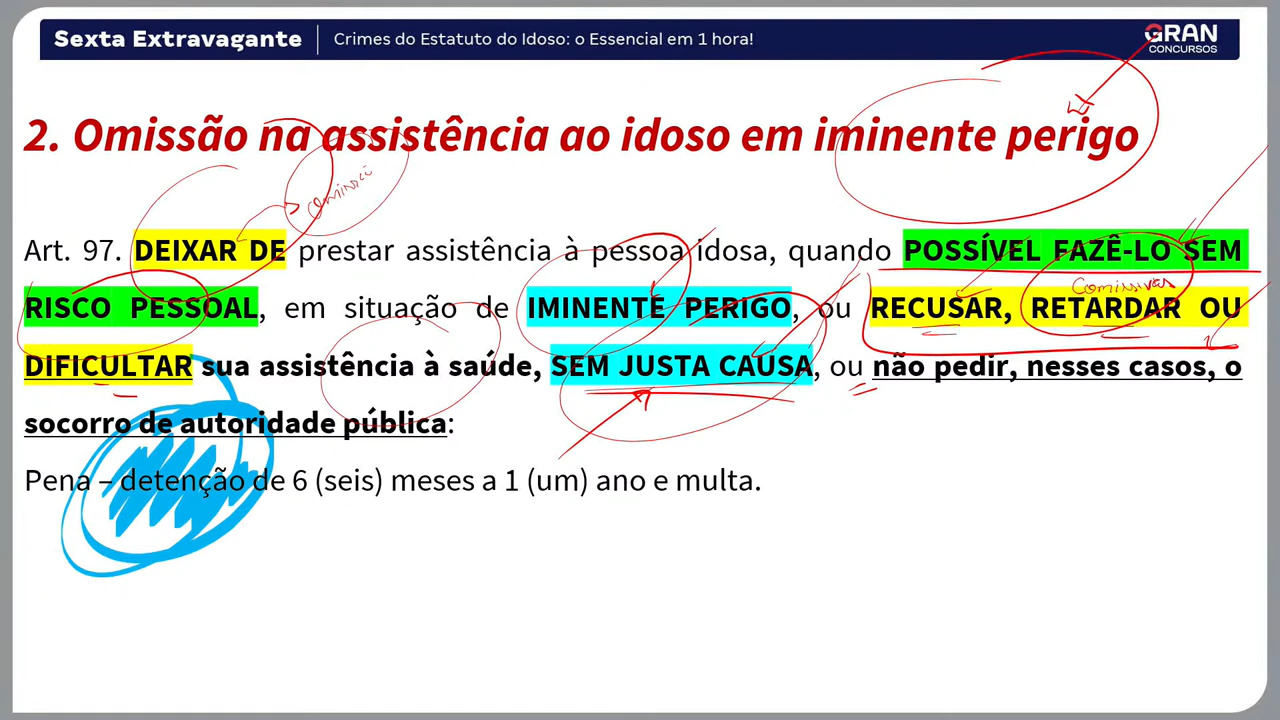 Sexta Extravagante | Crimes do Estatuto do Idoso: o Essencial em 1 hora!
GRAN
CONCURSOS
2. Omissão na assistência ao idoso em iminente perigo
Art. 97. DEIXAR DE prestar assistência à pessoa idosa, quando POSSÍVEL FAZÊ-LO SEM
RISCO PESSOAL, em situação de IMINENTE PERIGO, ou RECUSAR, RETARDAR OU
DIFICULTAR sua assistência à saúde, SEM JUSTA CAUSA, ou não pedir, nesses casos, o
socorro de autoridade pública:
Pena – detenção de 6 (seis) meses a 1 (um) ano e multa.